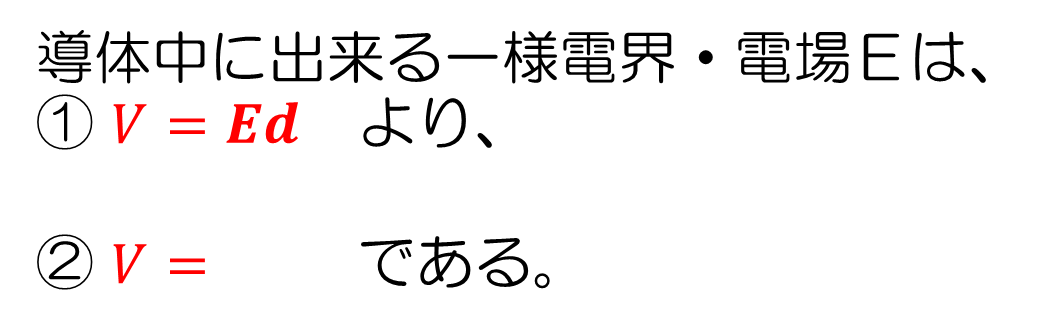 導体中に出来る一様電界・電場Eは、
① V = Ed より、
② V = である。